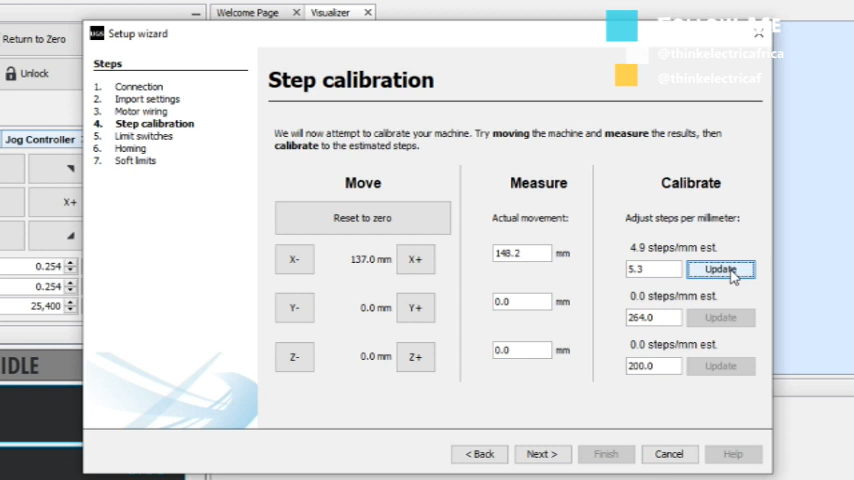 Welcome Page
Visualizer
Return to Zero
Unlock
Jog Controller
X+
0.254
0.254
25,400
IDLE
UGS Setup wizard
FOLLOW ME
@thinkelectricafrica
@thinkelectricaf
Steps
1. Connection
2. Import settings
3. Motor wiring
4. Step calibration
5. Limit switches
6. Homing
7. Soft limits
Step calibration
We will now attempt to calibrate your machine. Try moving the machine and measure the results, then
calibrate to the estimated steps.
Move
Measure
Calibrate
Reset to zero
Actual movement:
Adjust steps per millimeter:
4.9 steps/mm est.
X- 137.0 mm X+
148.2 mm
5.3 Update
0.0 steps/mm est.
Y- 0.0 mm Y+
0.0 mm
264.0 Update
0.0 steps/mm est.
Z- 0.0 mm Z+
0.0 mm
200.0 Update
< Back
Next >
Finish
Cancel
Help